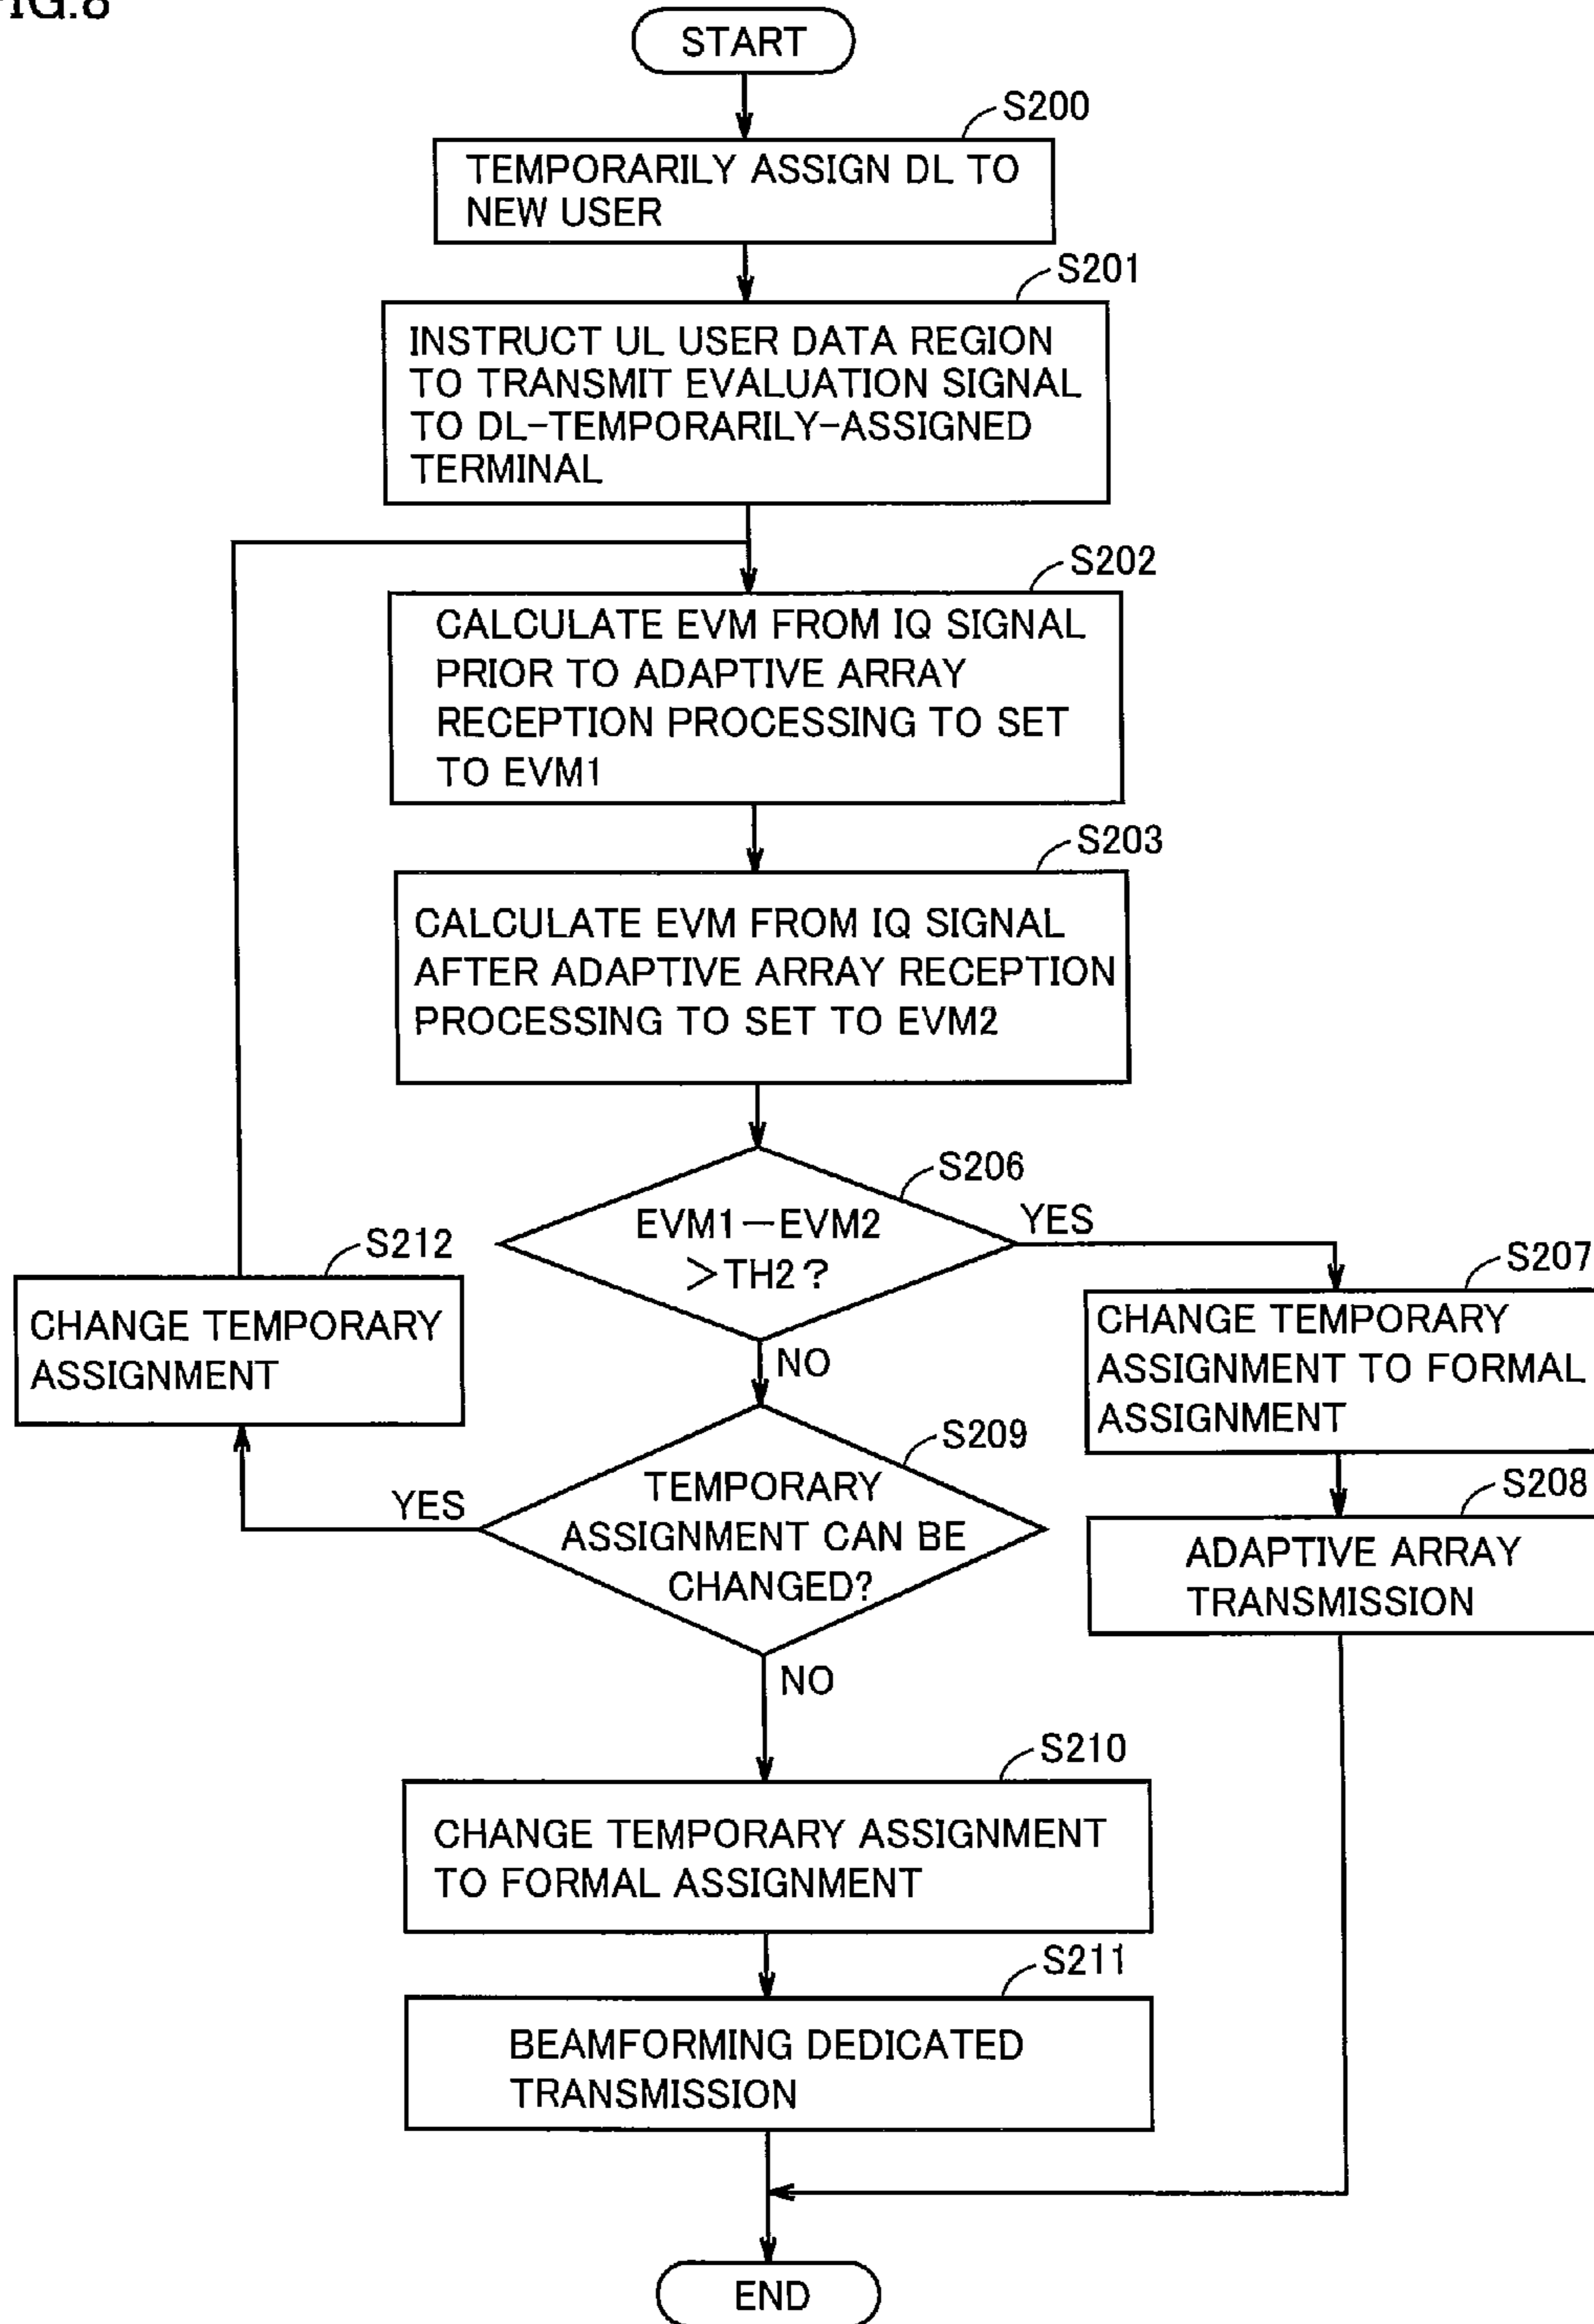 FIG.8
START
S200
TEMPORARILY ASSIGN DL TO
NEW USER
S201
INSTRUCT UL USER DATA REGION
TO TRANSMIT EVALUATION SIGNAL
TO DL-TEMPORARILY-ASSIGNED
TERMINAL
S202
CALCULATE EVM FROM IQ SIGNAL
PRIOR TO ADAPTIVE ARRAY
RECEPTION PROCESSING TO SET
TO EVM1
S203
CALCULATE EVM FROM IQ SIGNAL
AFTER ADAPTIVE ARRAY RECEPTION
PROCESSING TO SET TO EVM2
S206
EVM1-EVM2
>TH2?
YES
NO
S212
CHANGE TEMPORARY
ASSIGNMENT
S207
CHANGE TEMPORARY
ASSIGNMENT TO FORMAL
ASSIGNMENT
S209
TEMPORARY
ASSIGNMENT CAN BE
CHANGED?
YES
NO
S208
ADAPTIVE ARRAY
TRANSMISSION
S210
CHANGE TEMPORARY ASSIGNMENT
TO FORMAL ASSIGNMENT
S211
BEAMFORMING DEDICATED
TRANSMISSION
END